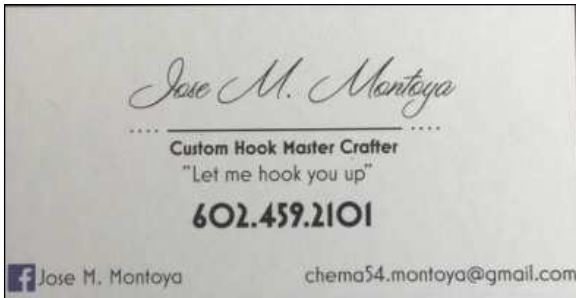 Jose M. Montoya
Custom Hook Master Crafter
"Let me hook you up"
602.459.2101
f Jose M. Montoya
chema54.montoya@gmail.com